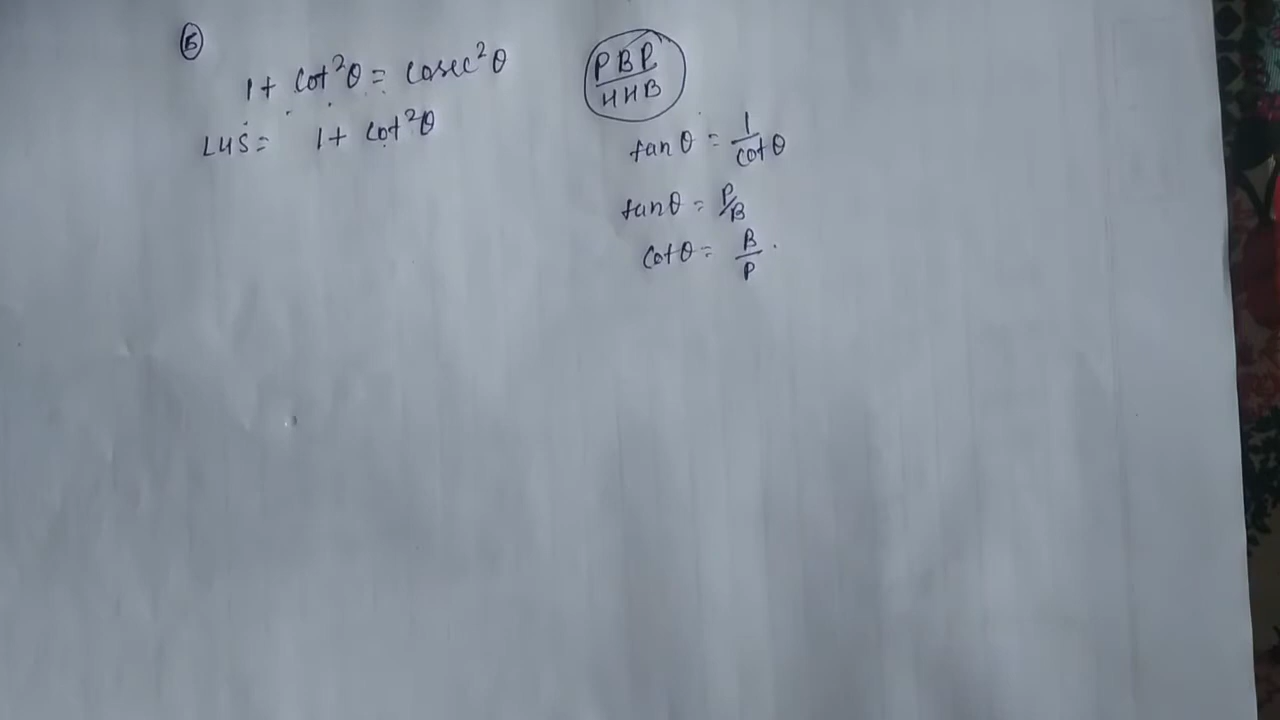 5
1 + cot²θ = cosec²θ
LHS = 1 + cot²θ
PBP
HHB
tan θ = 1/cot θ
tan θ = P/B
cot θ = B/P